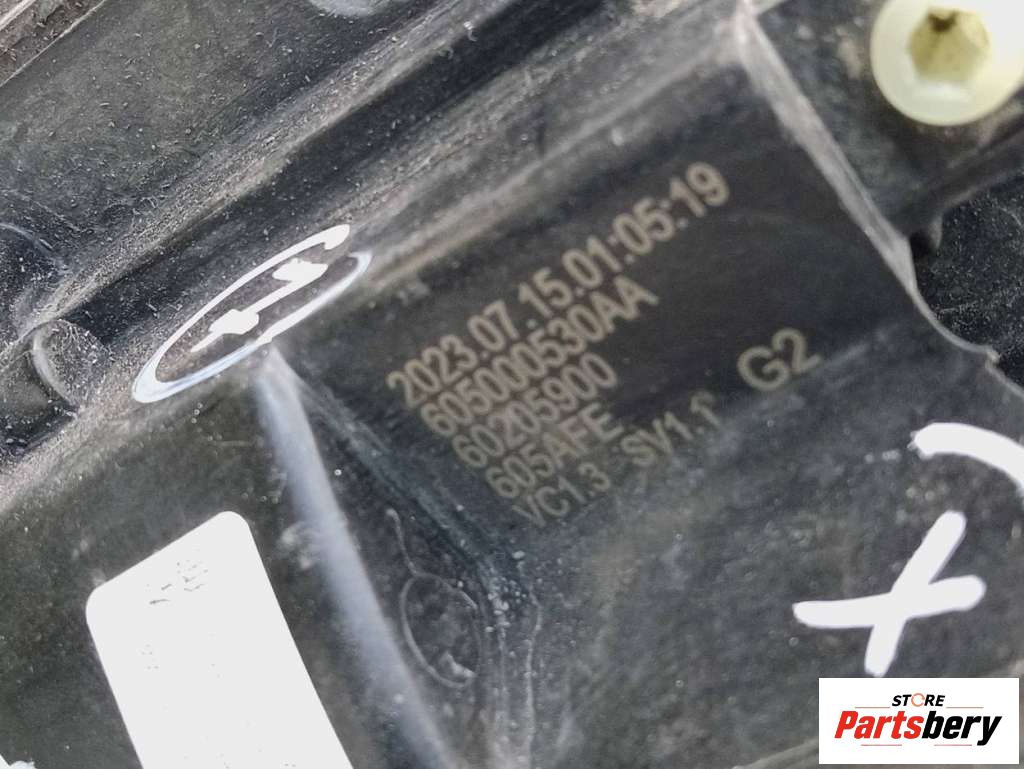 2023.07.15.01:05:19
605000530AA
60205900
605AFE
VC1.3 SV1.1 G2
STORE
Partsbery